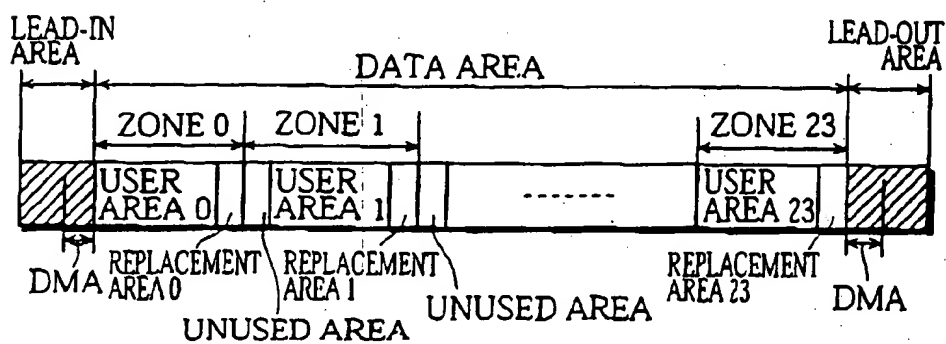 LEAD-IN
AREA
LEAD-OUT
AREA
DATA AREA
ZONE 0
ZONE 1
ZONE 23
USER
AREA 0
USER
AREA 1
USER
AREA 23
DMA
REPLACEMENT
AREA 0
REPLACEMENT
AREA 1
REPLACEMENT
AREA 23
DMA
UNUSED AREA
UNUSED AREA